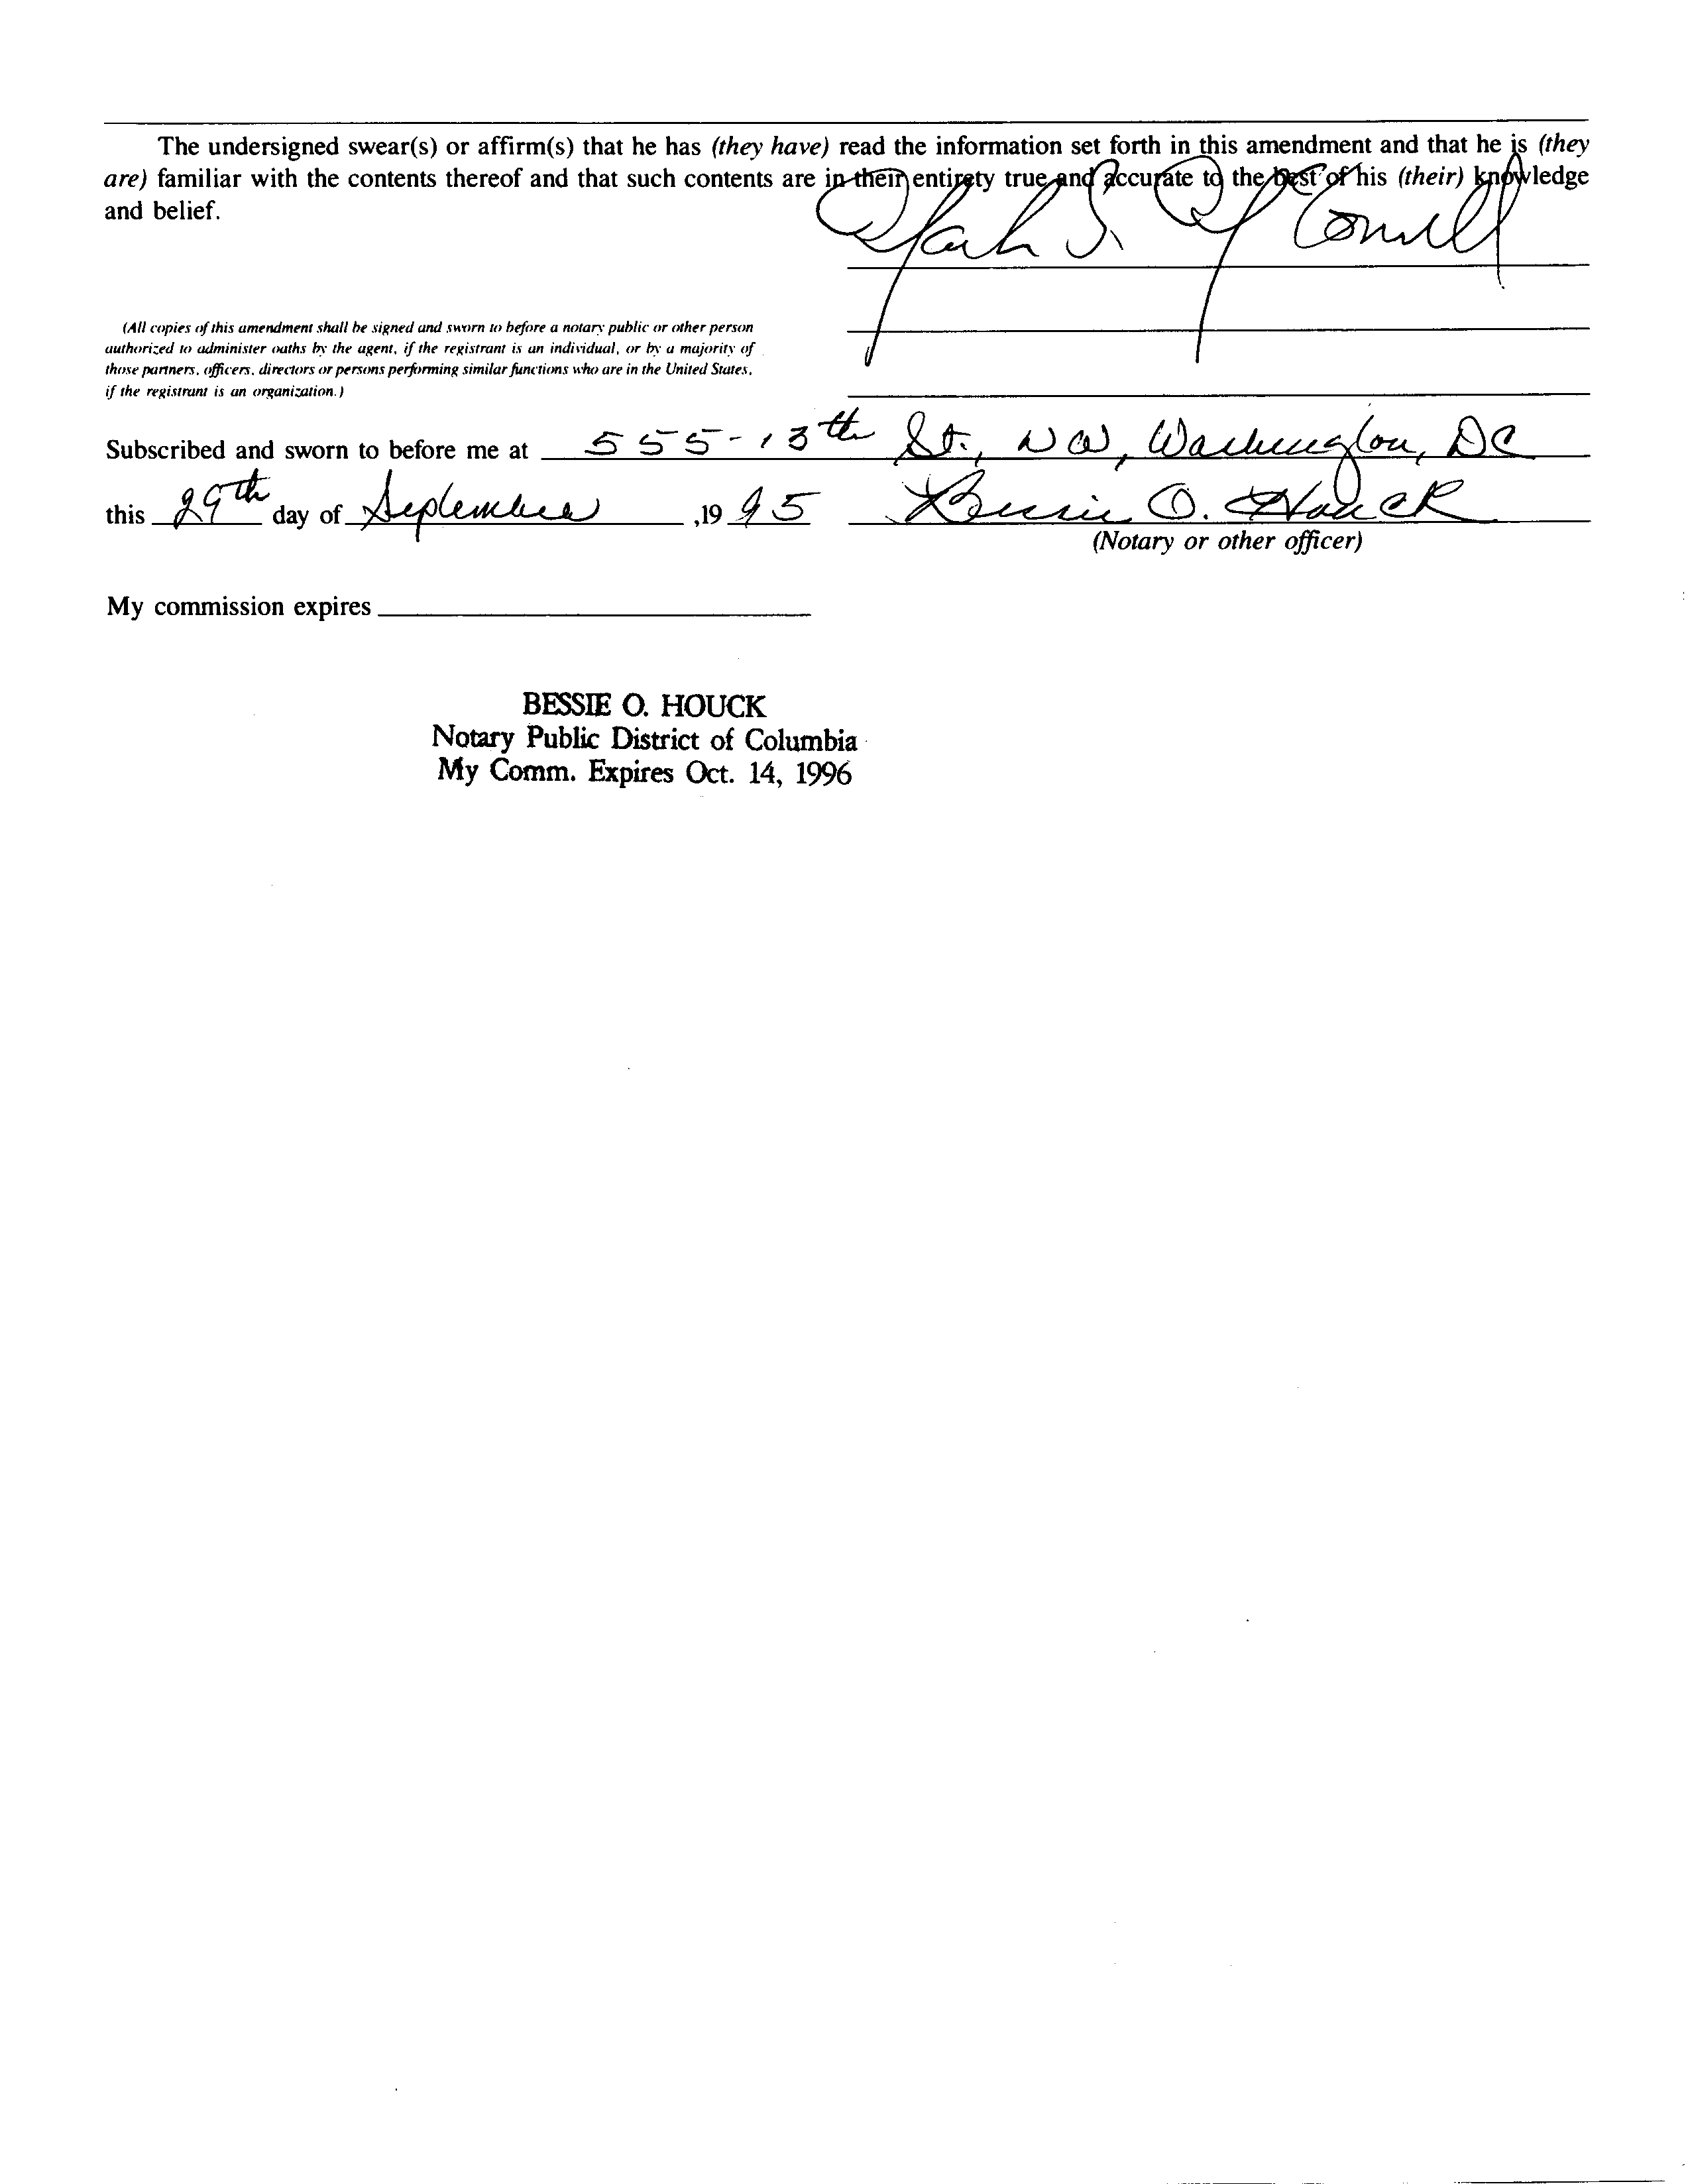 The undersigned swear(s) or affirm(s) that he has (they have) read the information set forth in this amendment and that he is (they
are) familiar with the contents thereof and that such contents are in their entirety true and accurate to the best of his (their) knowledge
and belief.
(All copies of this amendment shall be signed and sworn to before a notary public or other person
authorized to administer oaths by the agent, if the registrant is an individual, or by a majority of
those partners, officers, directors or persons performing similar functions who are in the United States,
if the registrant is an organization.)
Subscribed and sworn to before me at 555-13th St., NW, Washington, DC
this 29th day of September ,19 95 Bessie O. Houck
(Notary or other officer)
My commission expires
BESSIE O. HOUCK
Notary Public District of Columbia
My Comm. Expires Oct. 14, 1996